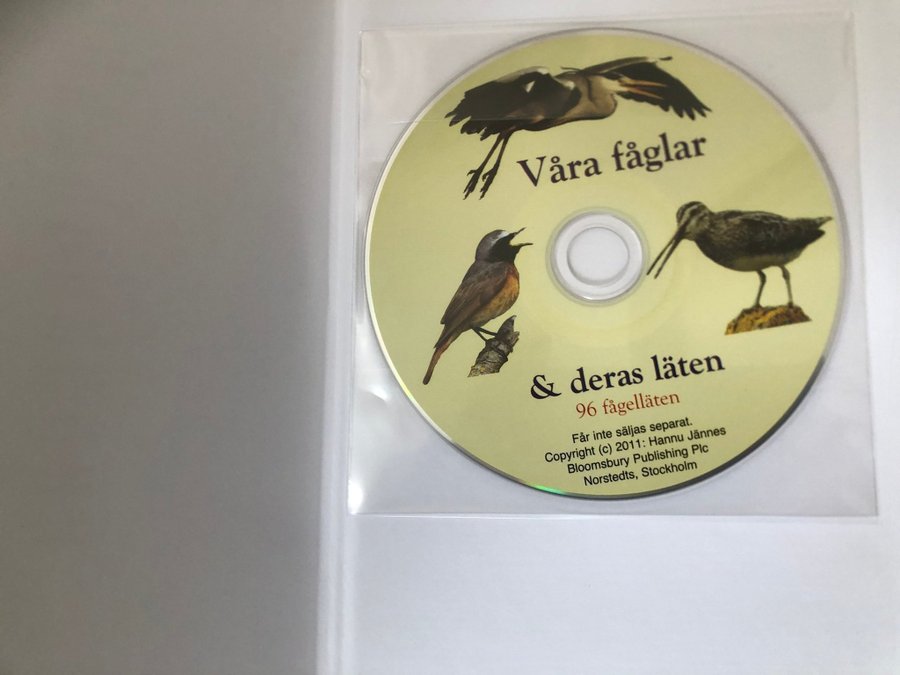 Våra fåglar
& deras läten
96 fågelläten
Får inte säljas separat.
Copyright (c) 2011: Hannu Jännes
Bloomsbury Publishing Plc
Norstedts, Stockholm